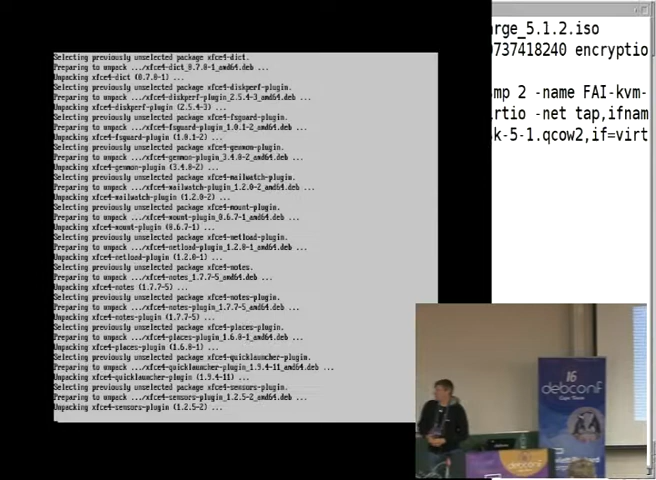 Selecting previously unselected package xfce4-dict.
Preparing to unpack .../xfce4-dict_0.7.0-1_amd64.deb ...
Unpacking xfce4-dict (0.7.0-1) ...
Selecting previously unselected package xfce4-diskperf-plugin.
Preparing to unpack .../xfce4-diskperf-plugin_2.5.4-3_amd64.deb ...
Unpacking xfce4-diskperf-plugin (2.5.4-3) ...
Selecting previously unselected package xfce4-fsguard-plugin.
Preparing to unpack .../xfce4-fsguard-plugin_1.0.1-2_amd64.deb ...
Unpacking xfce4-fsguard-plugin (1.0.1-2) ...
Selecting previously unselected package xfce4-genmon-plugin.
Preparing to unpack .../xfce4-genmon-plugin_3.4.0-2_amd64.deb ...
Unpacking xfce4-genmon-plugin (3.4.0-2) ...
Selecting previously unselected package xfce4-mailwatch-plugin.
Preparing to unpack .../xfce4-mailwatch-plugin_1.2.0-2_amd64.deb ...
Unpacking xfce4-mailwatch-plugin (1.2.0-2) ...
Selecting previously unselected package xfce4-mount-plugin.
Preparing to unpack .../xfce4-mount-plugin_0.6.7-1_amd64.deb ...
Unpacking xfce4-mount-plugin (0.6.7-1) ...
Selecting previously unselected package xfce4-netload-plugin.
Preparing to unpack .../xfce4-netload-plugin_1.2.0-1_amd64.deb ...
Unpacking xfce4-netload-plugin (1.2.0-1) ...
Selecting previously unselected package xfce4-notes.
Preparing to unpack .../xfce4-notes_1.7.7-5_amd64.deb ...
Unpacking xfce4-notes (1.7.7-5) ...
Selecting previously unselected package xfce4-notes-plugin.
Preparing to unpack .../xfce4-notes-plugin_1.7.7-5_amd64.deb ...
Unpacking xfce4-notes-plugin (1.7.7-5) ...
Selecting previously unselected package xfce4-places-plugin.
Preparing to unpack .../xfce4-places-plugin_1.6.0-1_amd64.deb ...
Unpacking xfce4-places-plugin (1.6.0-1) ...
Selecting previously unselected package xfce4-quicklauncher-plugin.
Preparing to unpack .../xfce4-quicklauncher-plugin_1.9.4-11_amd64.deb ...
Unpacking xfce4-quicklauncher-plugin (1.9.4-11) ...
Selecting previously unselected package xfce4-sensors-plugin.
Preparing to unpack .../xfce4-sensors-plugin_1.2.5-2_amd64.deb ...
Unpacking xfce4-sensors-plugin (1.2.5-2) ...
arge_5.1.2.iso
0737418240 encryptio
mp 2 -name FAI-kvm-
irtio -net tap,ifnam
k-5-1.qcow2,if=virt
16
debconf
Cape Town
debconf